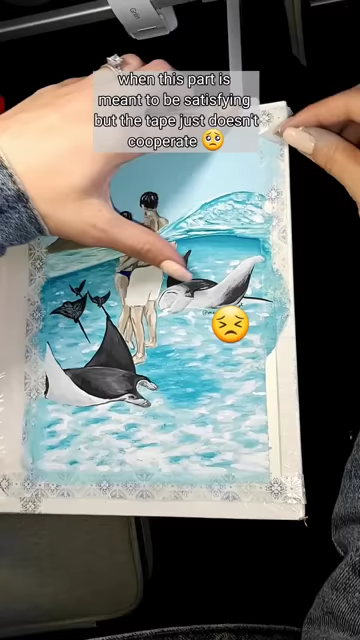 when this part is
meant to be satisfying
but the tape just doesn't
cooperate 🥺